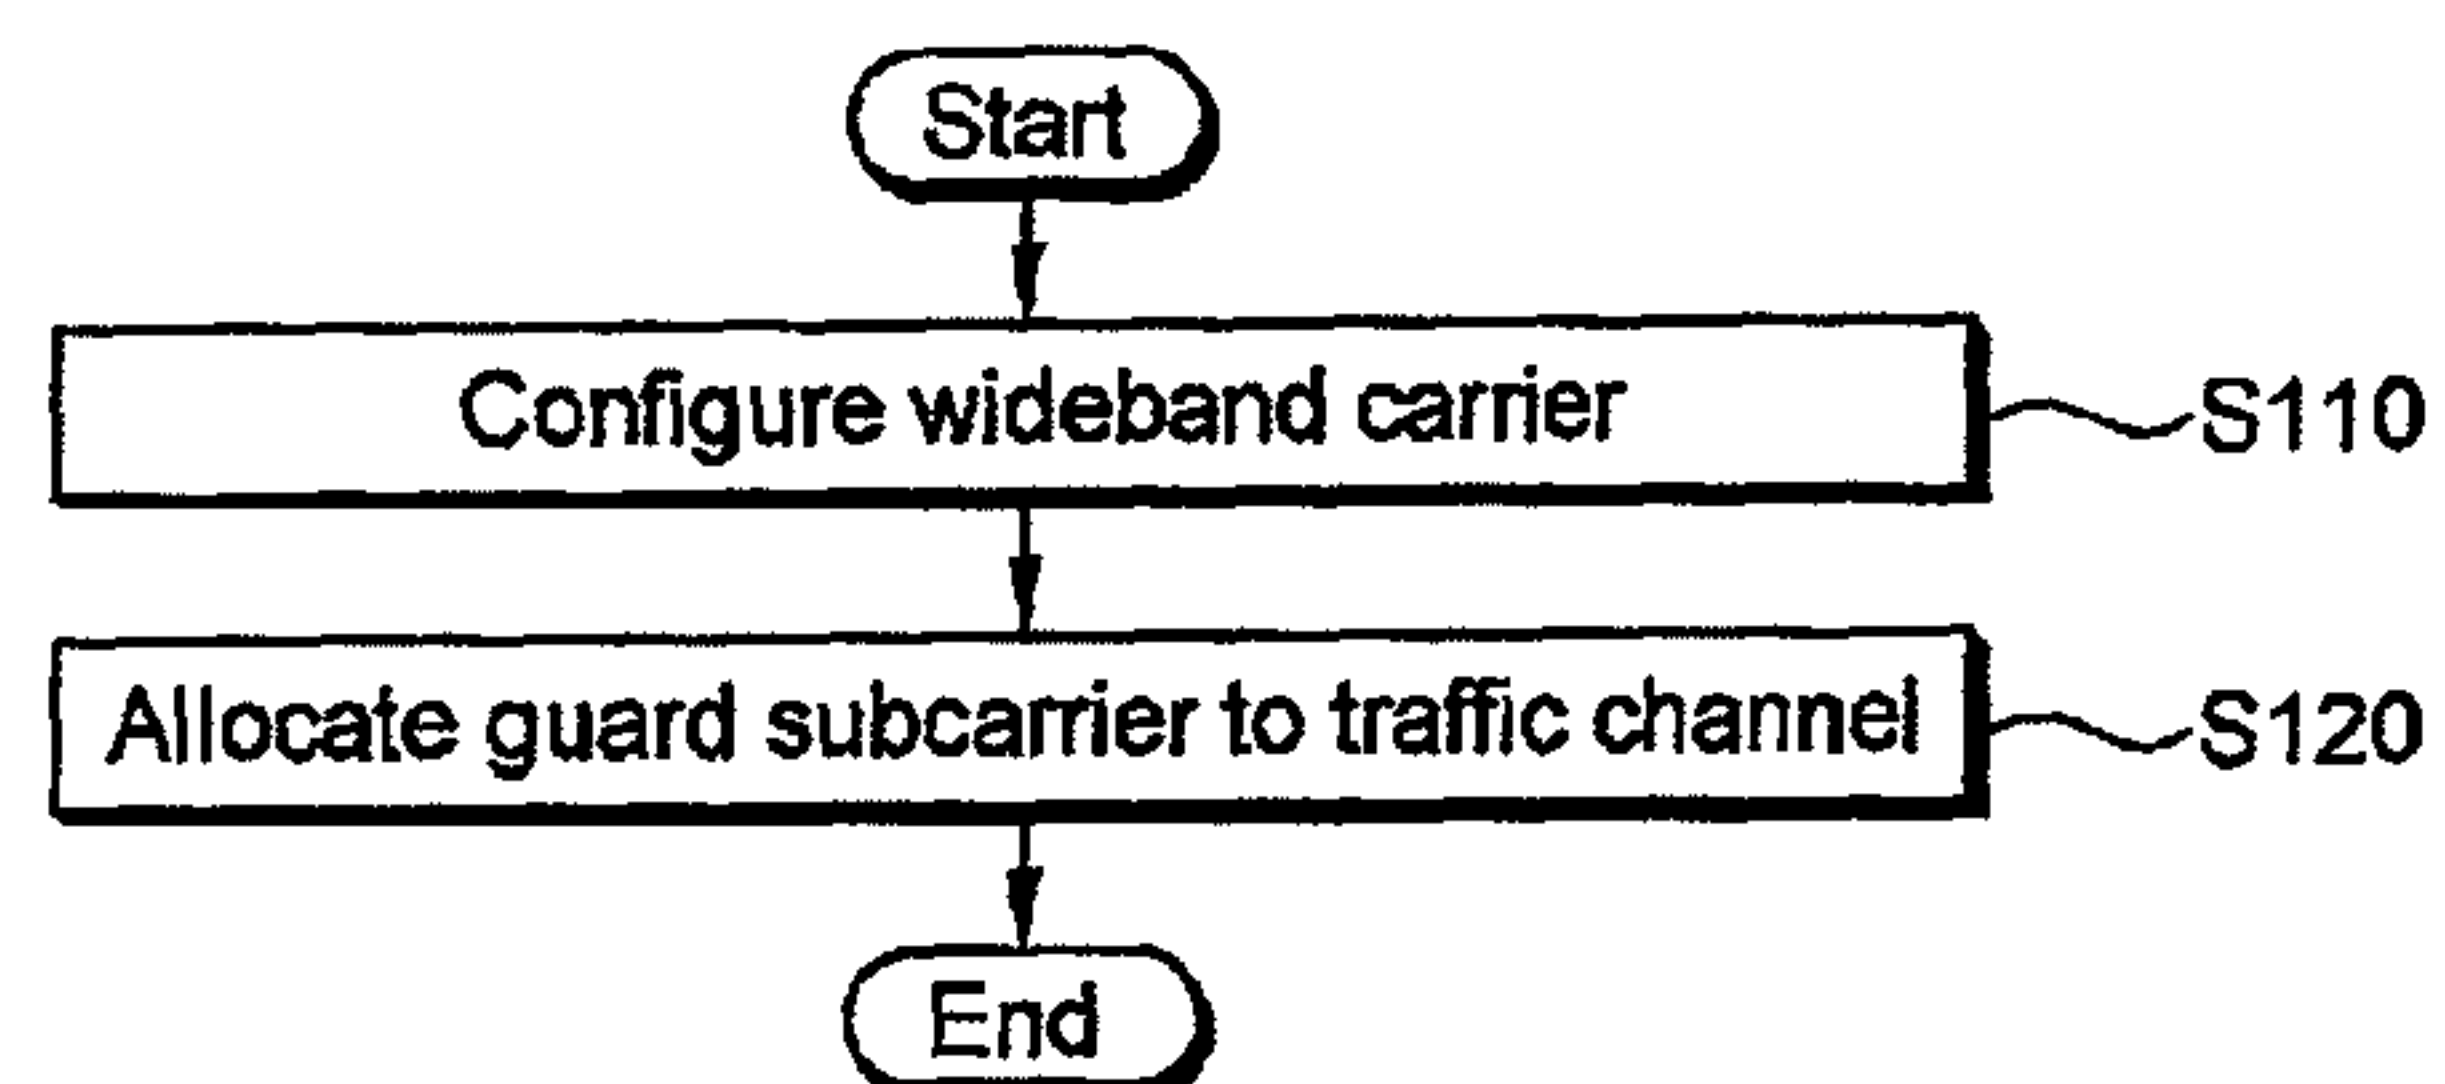 Start
Configure wideband carrier
S110
Allocate guard subcarrier to traffic channel
S120
End